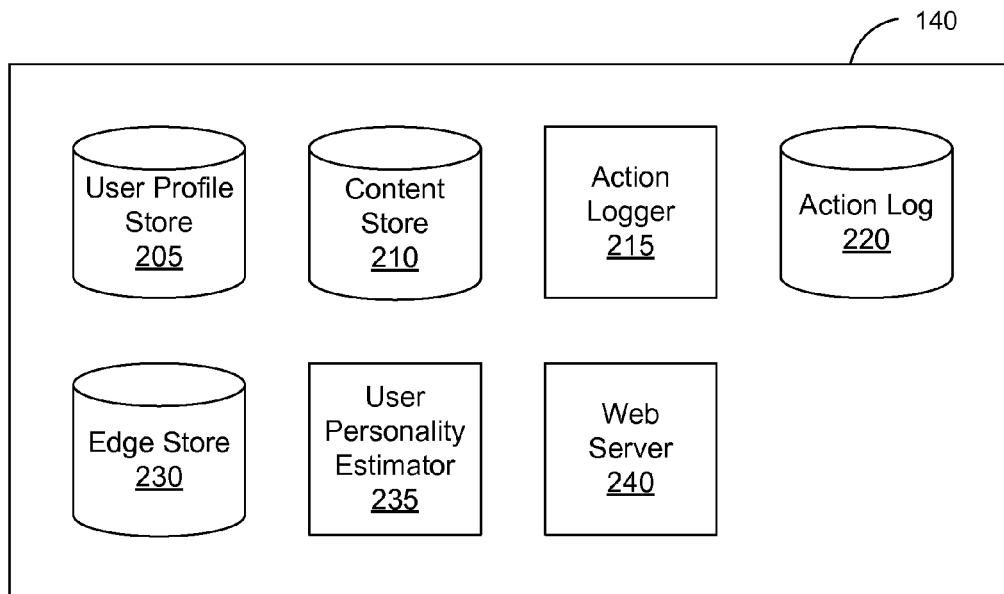 140
User Profile
Store
205
Content
Store
210
Action
Logger
215
Action Log
220
Edge Store
230
User
Personality
Estimator
235
Web
Server
240